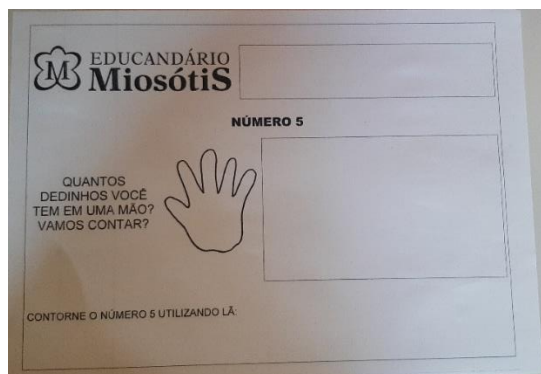 M
EDUCANDÁRIO
MiosótiS
NÚMERO 5
QUANTOS
DEDINHOS VOCÊ
TEM EM UMA MÃO?
VAMOS CONTAR?
CONTORNE O NÚMERO 5 UTILIZANDO LÃ: